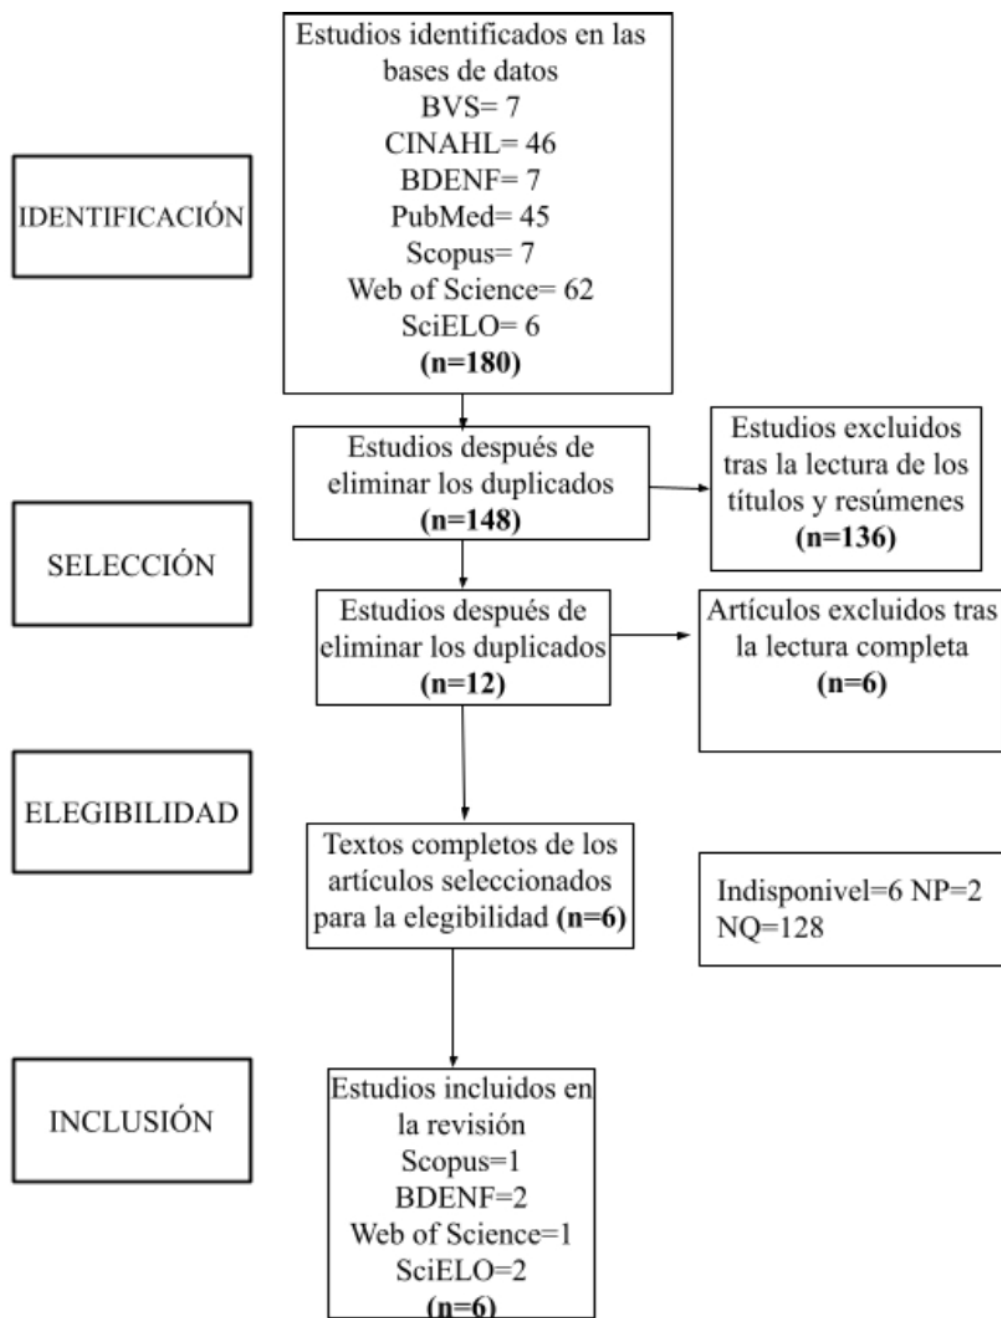 Estudios identificados en las
bases de datos
BVS= 7
CINAHL= 46
BDENF= 7
PubMed= 45
Scopus= 7
Web of Science= 62
SciELO= 6
(n=180)
IDENTIFICACIÓN
Estudios después de
eliminar los duplicados
(n=148)
Estudios excluidos
tras la lectura de los
títulos y resúmenes
(n=136)
SELECCIÓN
Estudios después de
eliminar los duplicados
(n=12)
Artículos excluidos tras
la lectura completa
(n=6)
ELEGIBILIDAD
Textos completos de los
artículos seleccionados
para la elegibilidad (n=6)
Indisponivel=6 NP=2
NQ=128
INCLUSIÓN
Estudios incluidos en
la revisión
Scopus=1
BDENF=2
Web of Science=1
SciELO=2
(n=6)